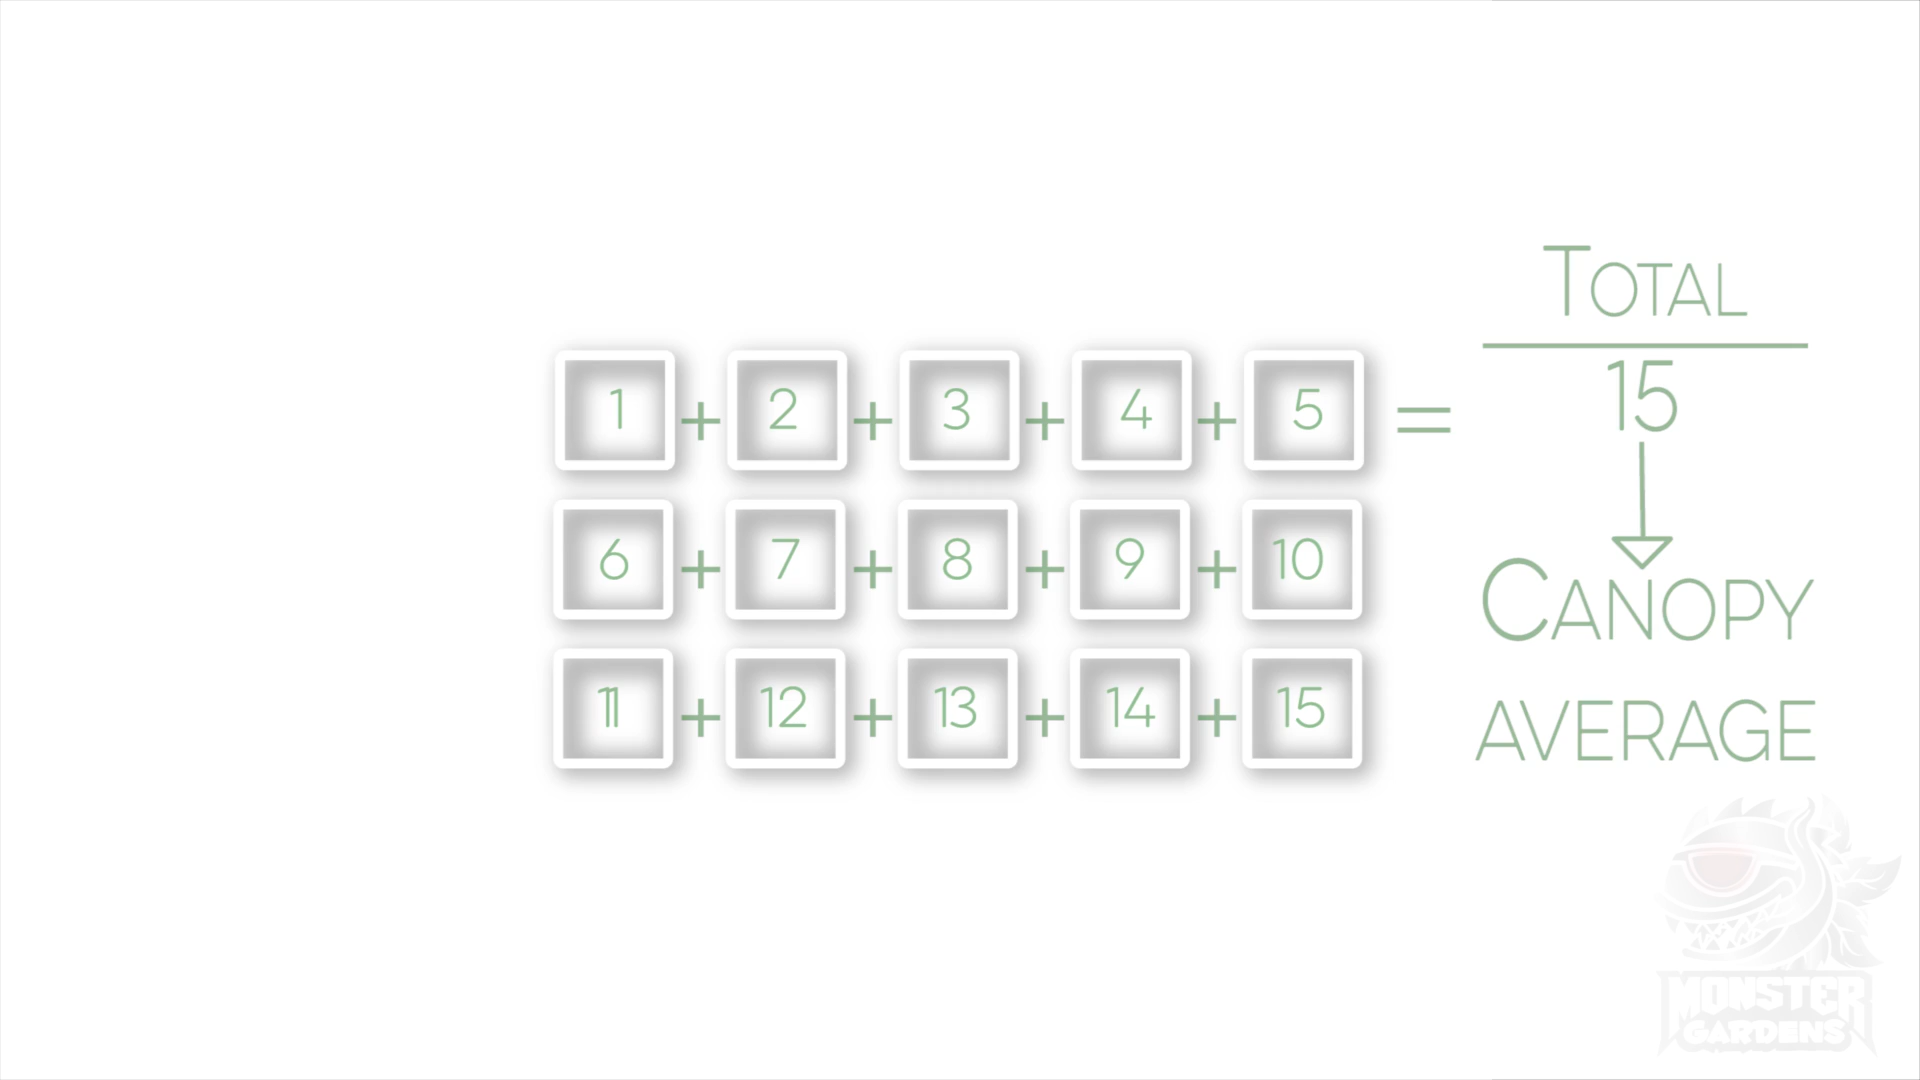 TOTAL
1 + 2 + 3 + 4 + 5 = 15
6 + 7 + 8 + 9 + 10
CANOPY
11 + 12 + 13 + 14 + 15
AVERAGE
MONSTER
GARDENS